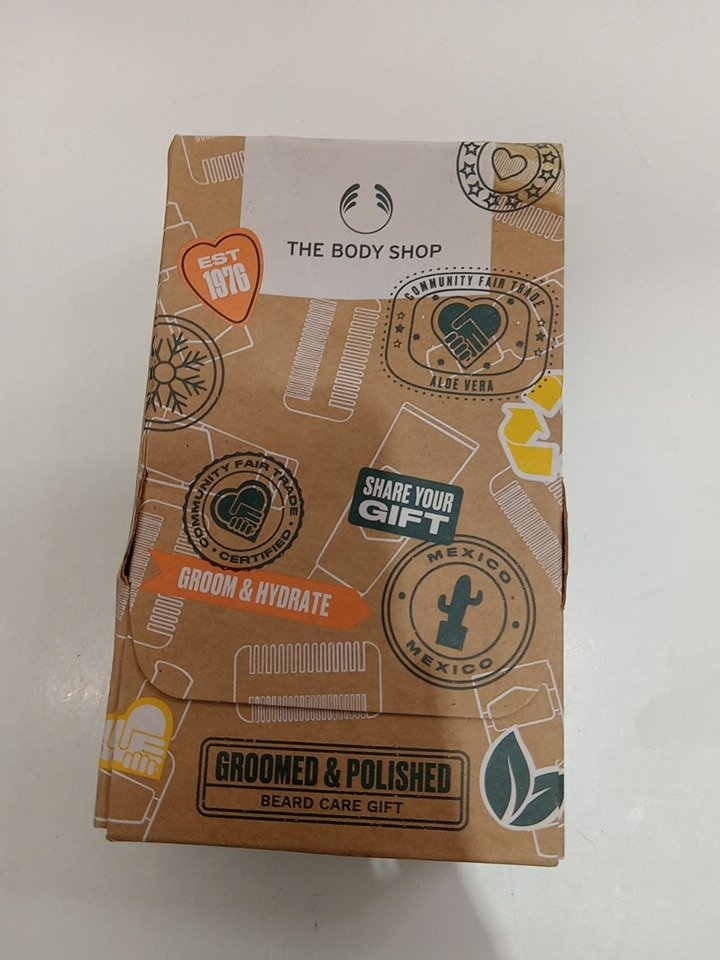 THE BODY SHOP
EST
1976
COMMUNITY FAIR TRADE
ALOE VERA
COMMUNITY FAIR TRADE
• CERTIFIED •
SHARE YOUR
GIFT
GROOM & HYDRATE
MEXICO
MEXICO
GROOMED & POLISHED
BEARD CARE GIFT